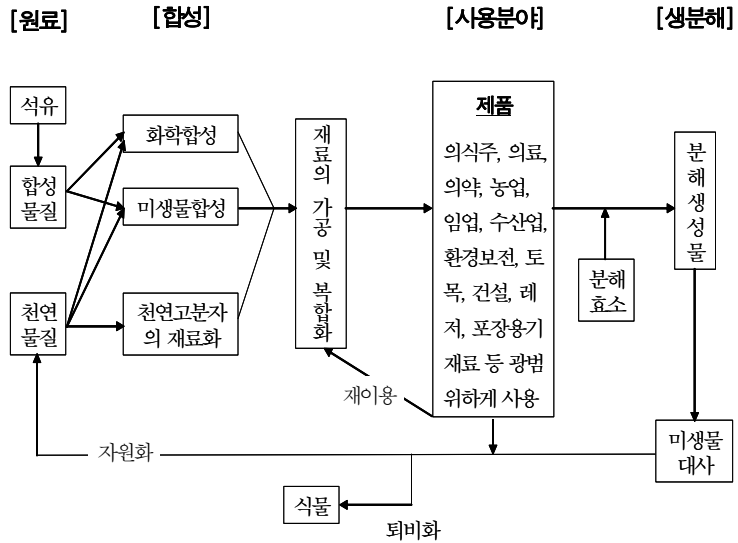 [원료]
[합성]
[사용분야]
[생분해]
석유
합성
물질
천연
물질
화학합성
미생물합성
천연고분자
의 재료화
재료의 가공 및 복합화
제품
의식주, 의료,
의약, 농업,
임업, 수산업,
환경보전, 토
목, 건설, 레
저, 포장용기
재료 등 광범
위하게 사용
분해
효소
분해생성물
재이용
미생물
대사
자원화
식물
퇴비화